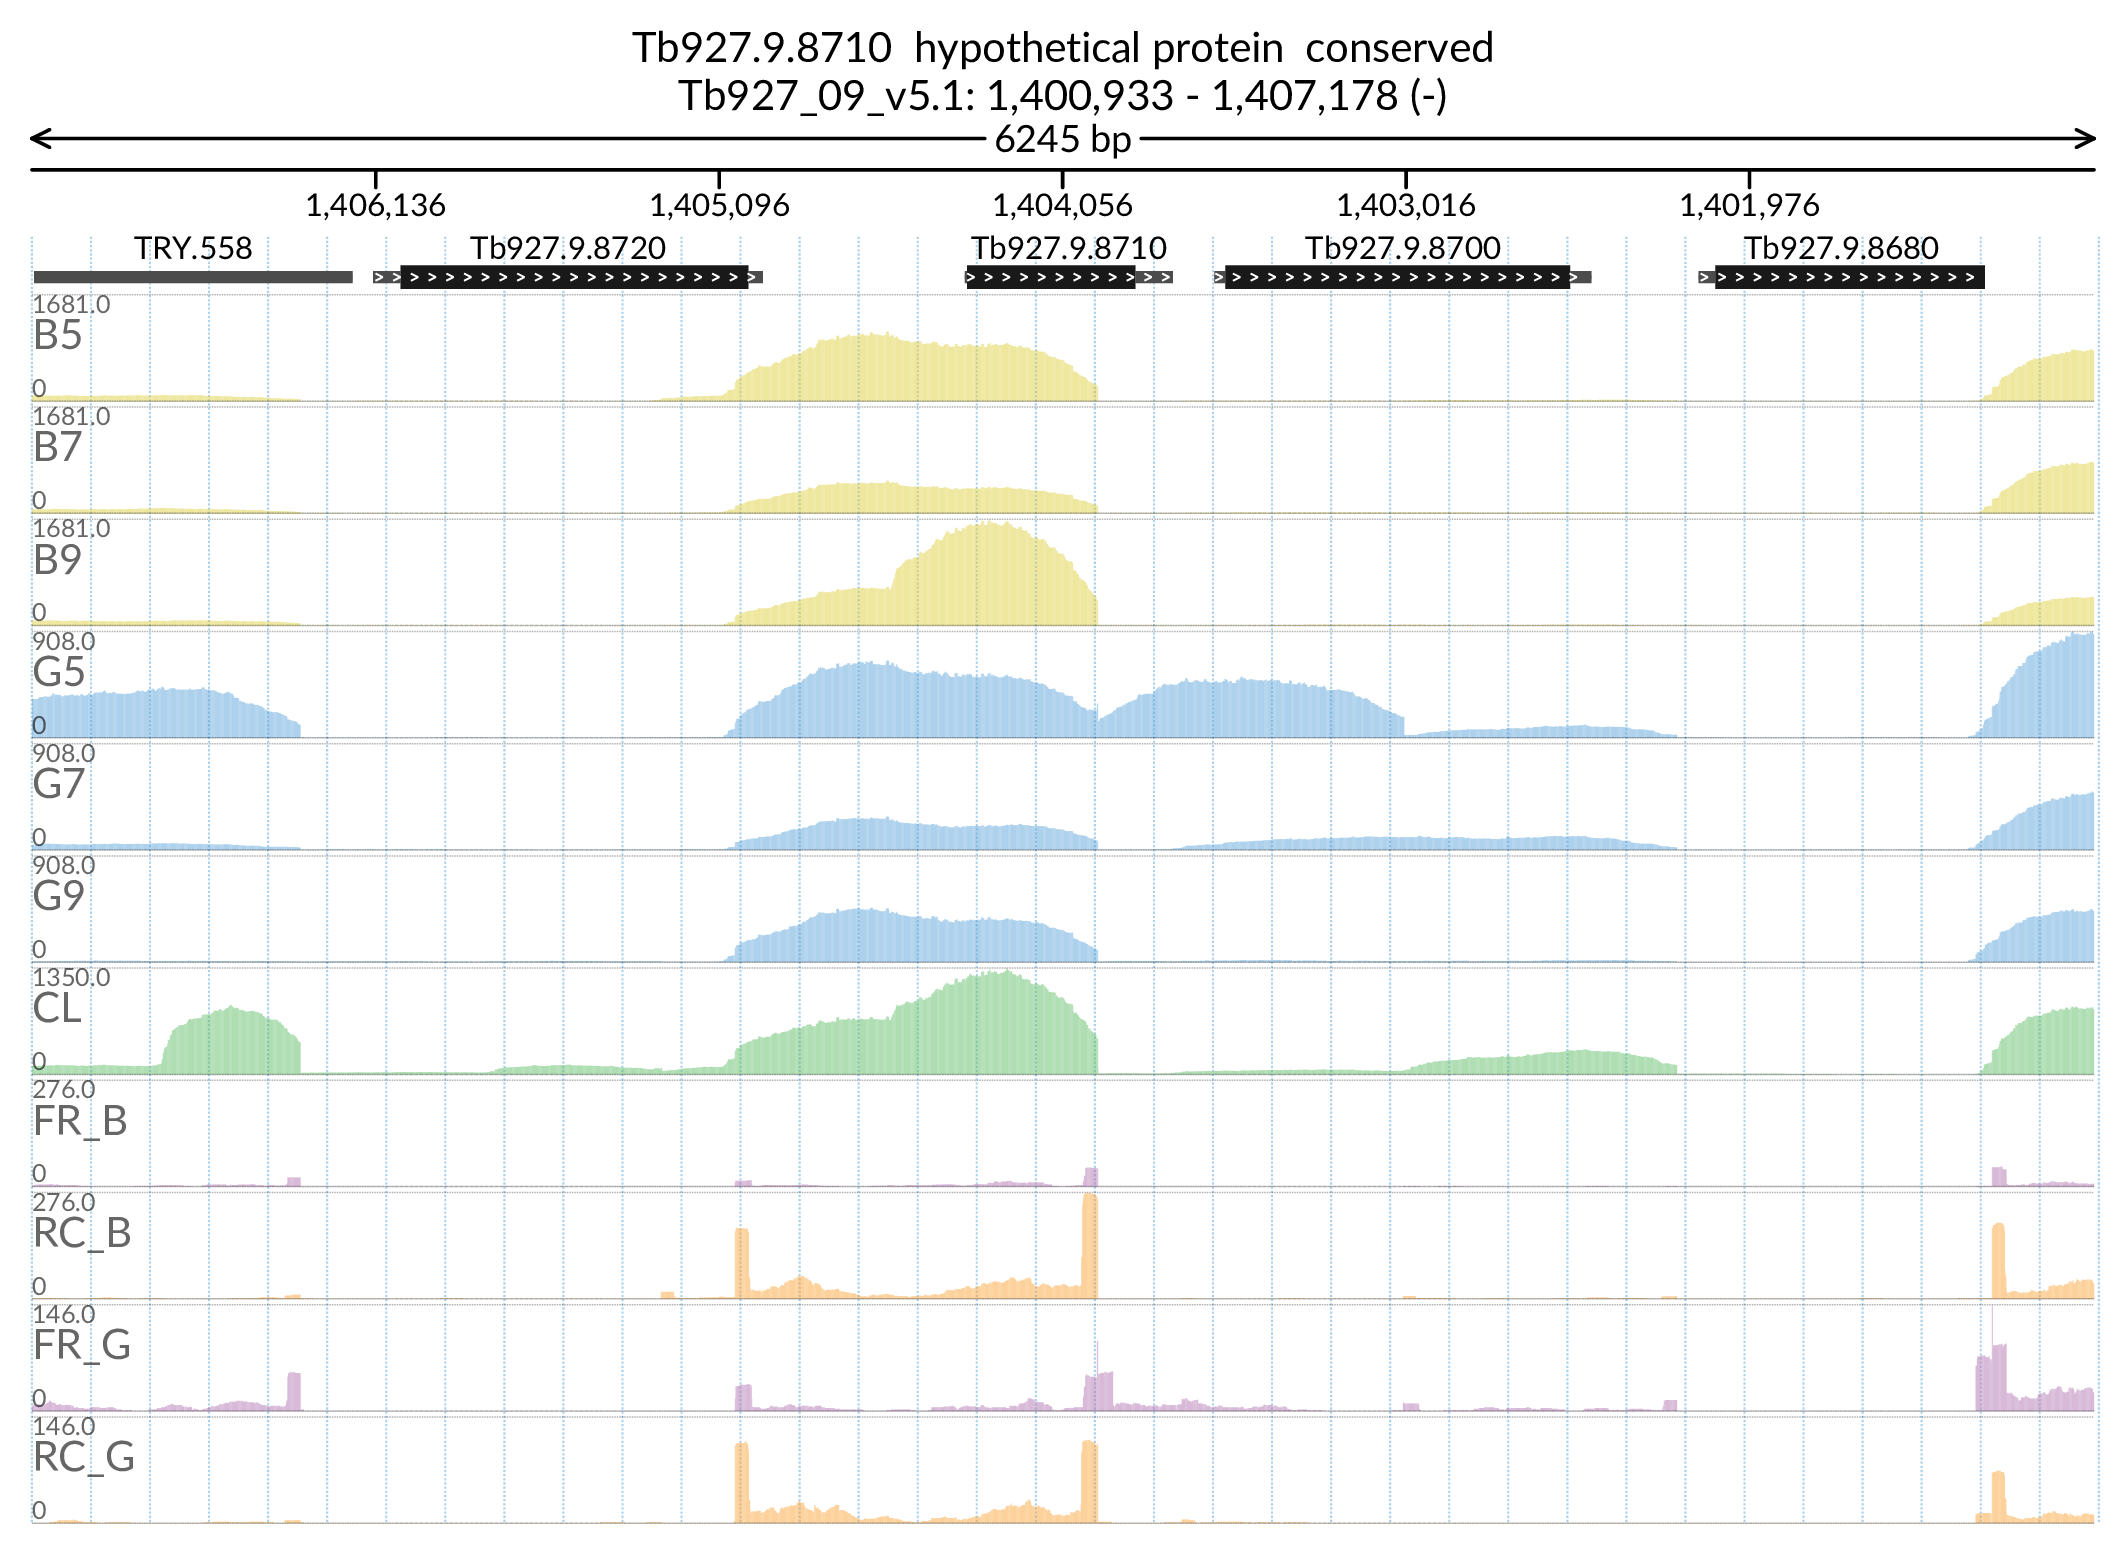 Tb927.9.8710  hypothetical protein  conserved
Tb927_09_v5.1: 1,400,933 - 1,407,178 (-)
6245 bp
1,406,136 1,405,096 1,404,056 1,403,016 1,401,976
TRY.558 Tb927.9.8720 Tb927.9.8710 Tb927.9.8700 Tb927.9.8680
1681.0
B5
0
1681.0
B7
0
1681.0
B9
0
908.0
G5
0
908.0
G7
0
908.0
G9
0
1350.0
CL
0
276.0
FR_B
0
276.0
RC_B
0
146.0
FR_G
0
146.0
RC_G
0